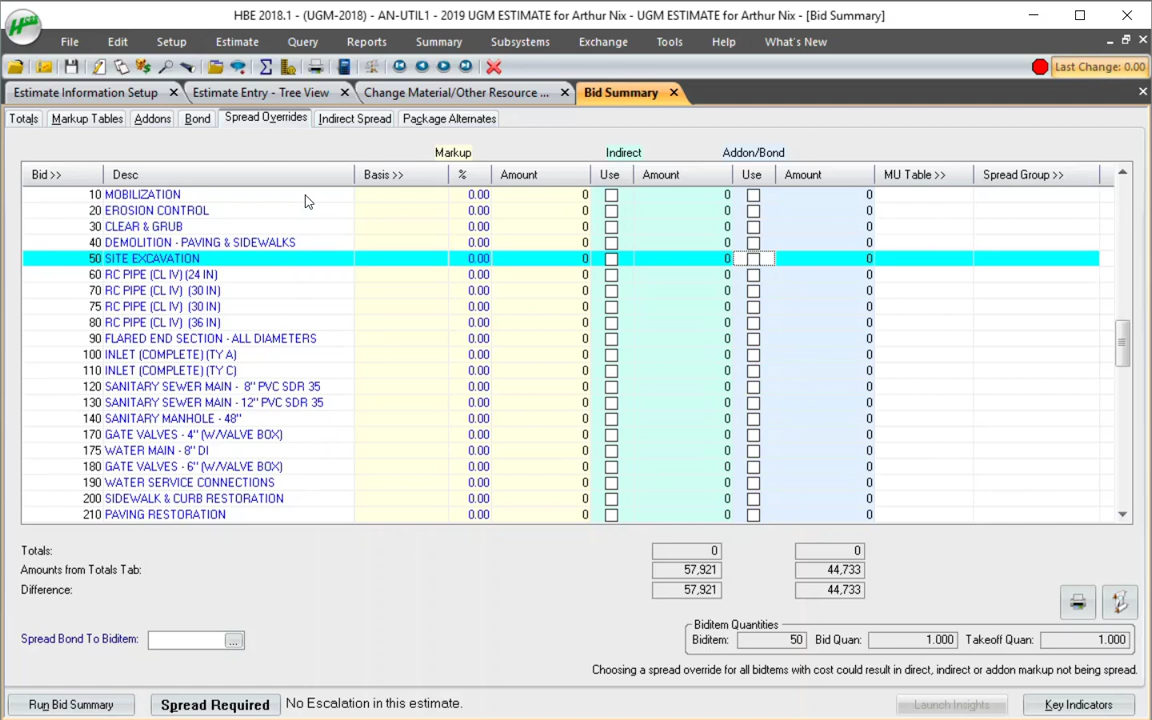 HBE 2018.1 - (UGM-2018) - AN-UTIL1 - 2019 UGM ESTIMATE for Arthur Nix - UGM ESTIMATE for Arthur Nix - [Bid Summary]
File Edit Setup Estimate Query Reports Summary Subsystems Exchange Tools Help What's New
Last Change: 0.00
Estimate Information Setup Estimate Entry - Tree View Change Material/Other Resource ... Bid Summary
Totals Markup Tables Addons Bond Spread Overrides Indirect Spread Package Alternates
Markup Indirect Addon/Bond
Bid >> Desc Basis >> % Amount Use Amount Use Amount MU Table >> Spread Group >>
10 MOBILIZATION 0.00 0 0 0
20 EROSION CONTROL 0.00 0 0 0
30 CLEAR & GRUB 0.00 0 0 0
40 DEMOLITION - PAVING & SIDEWALKS 0.00 0 0 0
50 SITE EXCAVATION 0.00 0 0 0
60 RC PIPE (CL IV) (24 IN) 0.00 0 0 0
70 RC PIPE (CL IV) (30 IN) 0.00 0 0 0
75 RC PIPE (CL IV) (30 IN) 0.00 0 0 0
80 RC PIPE (CL IV) (36 IN) 0.00 0 0 0
90 FLARED END SECTION - ALL DIAMETERS 0.00 0 0 0
100 INLET (COMPLETE) (TY A) 0.00 0 0 0
110 INLET (COMPLETE) (TY C) 0.00 0 0 0
120 SANITARY SEWER MAIN - 8" PVC SDR 35 0.00 0 0 0
130 SANITARY SEWER MAIN - 12" PVC SDR 35 0.00 0 0 0
140 SANITARY MANHOLE - 48" 0.00 0 0 0
170 GATE VALVES - 4" (W/VALVE BOX) 0.00 0 0 0
175 WATER MAIN - 8" DI 0.00 0 0 0
180 GATE VALVES - 6" (W/VALVE BOX) 0.00 0 0 0
190 WATER SERVICE CONNECTIONS 0.00 0 0 0
200 SIDEWALK & CURB RESTORATION 0.00 0 0 0
210 PAVING RESTORATION 0.00 0 0 0
Totals: 0 0
Amounts from Totals Tab: 57,921 44,733
Difference: 57,921 44,733
Biditem Quantities
Spread Bond To Biditem: ... Biditem: 50 Bid Quan: 1.000 Takeoff Quan: 1.000
Choosing a spread override for all bidtems with cost could result in direct, indirect or addon markup not being spread.
Run Bid Summary Spread Required No Escalation in this estimate. Launch Insights Key Indicators